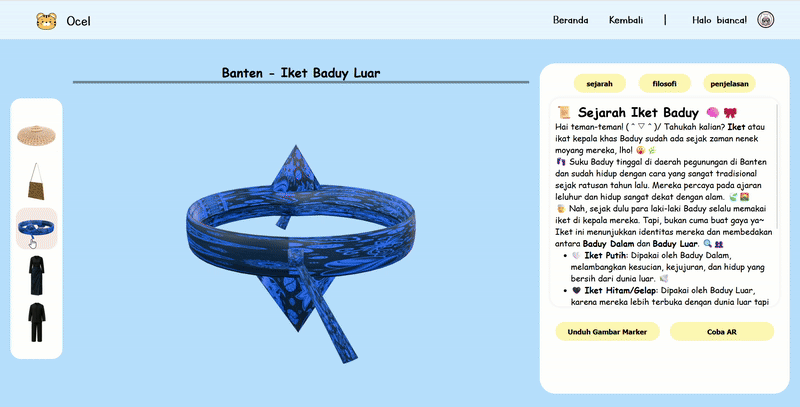 Ocel
Beranda Kembali | Halo bianca!
Banten - Iket Baduy Luar
sejarah filosofi penjelasan
📜 Sejarah Iket Baduy 🧠 🎀
Hai teman-teman! ( ˆ ▽ ˆ )/ Tahukah kalian? Iket atau
ikat kepala khas Baduy sudah ada sejak zaman nenek
moyang mereka, lho!
👣 Suku Baduy tinggal di daerah pegunungan di Banten
dan sudah hidup dengan cara yang sangat tradisional
sejak ratusan tahun lalu. Mereka percaya pada ajaran
leluhur dan hidup sangat dekat dengan alam.
Nah, sejak dulu para laki-laki Baduy selalu memakai
iket di kepala mereka. Tapi, bukan cuma buat gaya ya~
Iket ini menunjukkan identitas mereka dan membedakan
antara Baduy Dalam dan Baduy Luar. 🔍 👥
• Iket Putih: Dipakai oleh Baduy Dalam,
melambangkan kesucian, kejujuran, dan hidup yang
bersih dari dunia luar.
• 🖤 Iket Hitam/Gelap: Dipakai oleh Baduy Luar,
karena mereka lebih terbuka dengan dunia luar tapi
Unduh Gambar Marker Coba AR